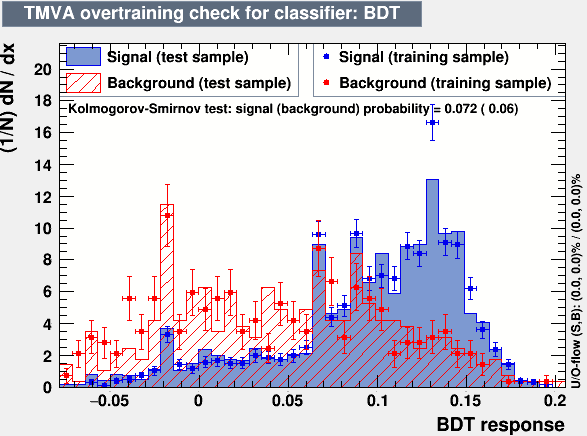 TMVA overtraining check for classifier: BDT
(1/N) dN / dx
Signal (test sample)
Background (test sample)
Signal (training sample)
Background (training sample)
Kolmogorov-Smirnov test: signal (background) probability = 0.072 ( 0.06)
20
18
16
14
12
10
8
6
4
2
0
−0.05
0
0.05
0.1
0.15
0.2
BDT response
U/O-flow (S,B): (0.0, 0.0)% / (0.0, 0.0)%